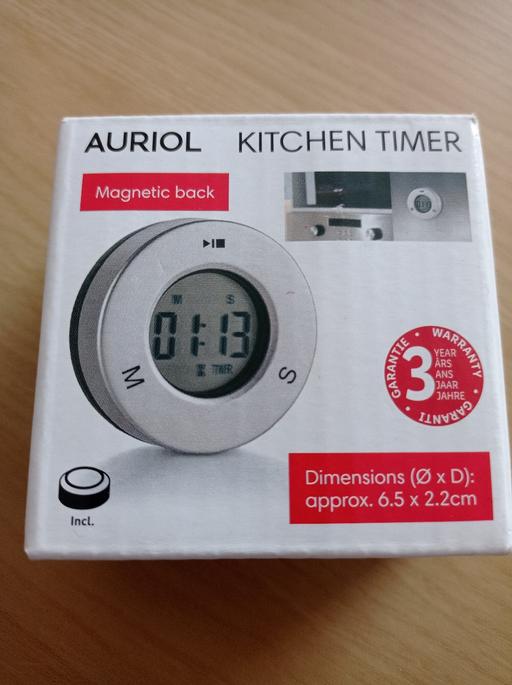 AURIOL KITCHEN TIMER
Magnetic back
M S
01:13
TIMER
M
S
GARANTIE • WARRANTY • GARANTI
3
YEAR
ÅRS
ANS
JAAR
JAHRE
Incl.
Dimensions (Ø x D):
approx. 6.5 x 2.2cm